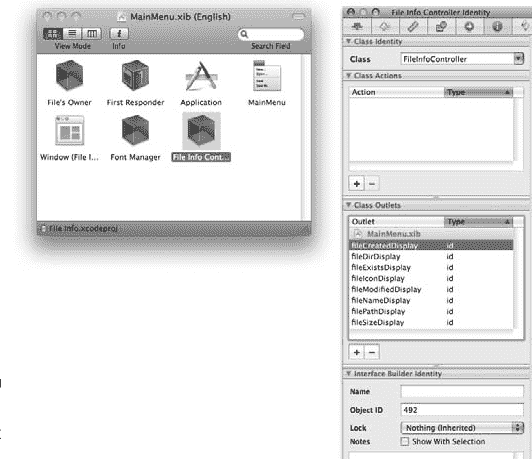 MainMenu.xib (English)
View Mode
Info
Search Field
File's Owner
First Responder
Application
MainMenu
Window (File I...
Font Manager
File Info Cont...
File Info.xcodeproj
File Info Controller Identity
Class Identity
Class
FileInfoController
Class Actions
Action Type
Class Outlets
Outlet Type
MainMenu.xib
fileCreatedDisplay id
fileDirDisplay id
fileExistsDisplay id
fileIconDisplay id
fileModifiedDisplay id
fileNameDisplay id
filePathDisplay id
fileSizeDisplay id
Interface Builder Identity
Name
Object ID 492
Lock Nothing (Inherited)
Notes Show With Selection